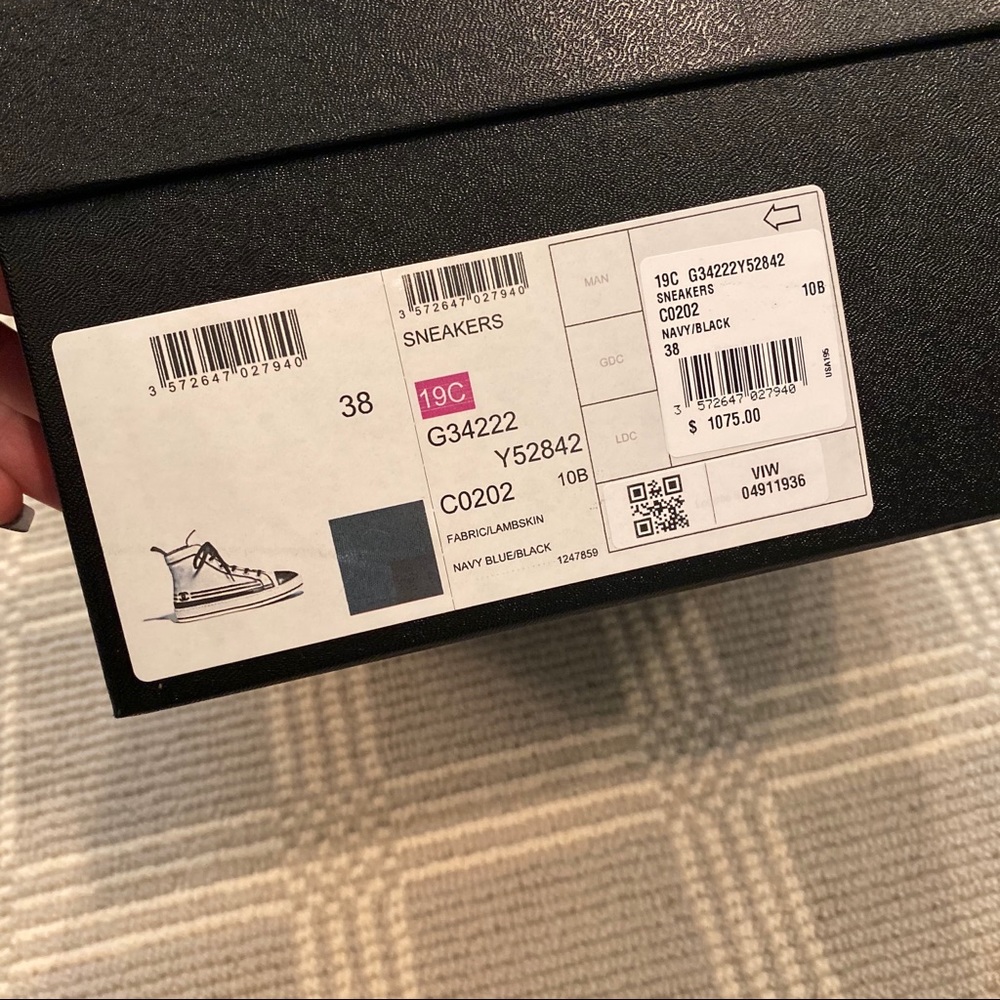 3 572647 027940
38
3 572647 027940
SNEAKERS
19C
G34222
Y52842
C0202 10B
FABRIC/LAMBSKIN
NAVY BLUE/BLACK 1247859
MAN
GDC
LDC
19C G34222Y52842
SNEAKERS 10B
C0202
NAVY/BLACK
38
3 572647 027940
USA195
$ 1075.00
VIW
04911936